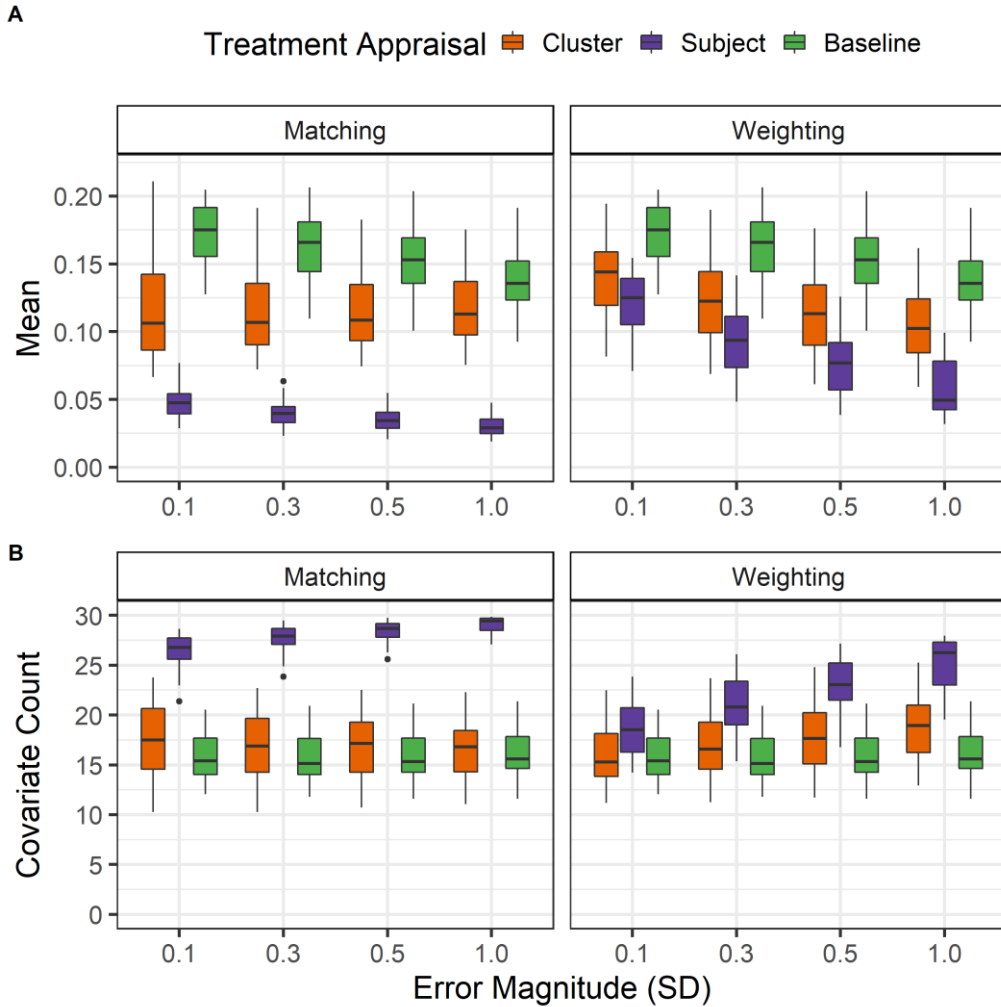 A
Treatment Appraisal Cluster Subject Baseline
Matching Weighting
Mean
0.20
0.15
0.10
0.05
0.00
0.1 0.3 0.5 1.0 0.1 0.3 0.5 1.0
B
Matching Weighting
Covariate Count
30
25
20
15
10
5
0
0.1 0.3 0.5 1.0 0.1 0.3 0.5 1.0
Error Magnitude (SD)